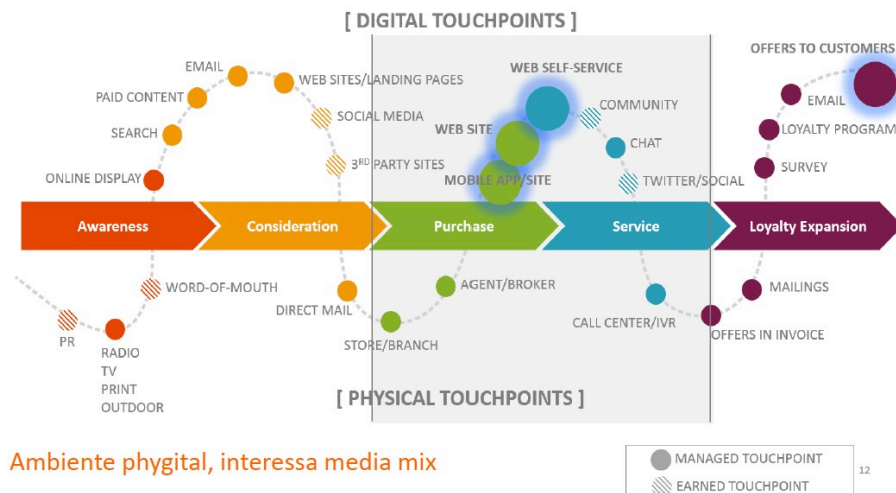 [ DIGITAL TOUCHPOINTS ]
OFFERS TO CUSTOMERS
EMAIL
WEB SELF-SERVICE
WEB SITES/LANDING PAGES
PAID CONTENT
EMAIL
COMMUNITY
SOCIAL MEDIA
SEARCH
WEB SITE
LOYALTY PROGRAM
CHAT
3RD PARTY SITES
SURVEY
ONLINE DISPLAY
MOBILE APP/SITE
TWITTER/SOCIAL
Awareness
Consideration
Purchase
Service
Loyalty Expansion
WORD-OF-MOUTH
AGENT/BROKER
MAILINGS
DIRECT MAIL
CALL CENTER/IVR
OFFERS IN INVOICE
PR
STORE/BRANCH
RADIO
TV
PRINT
OUTDOOR
[ PHYSICAL TOUCHPOINTS ]
Ambiente phygital, interessa media mix
MANAGED TOUCHPOINT
EARNED TOUCHPOINT
12